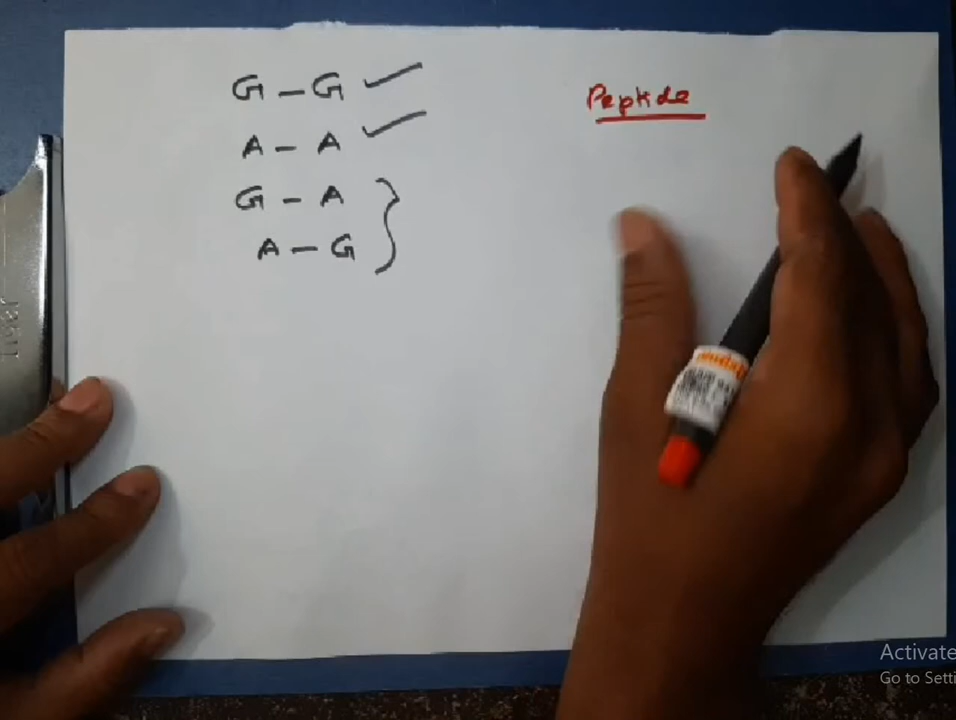 G - G ✓
A - A ✓
G - A
A - G
Peptide
Activate
Go to Setti